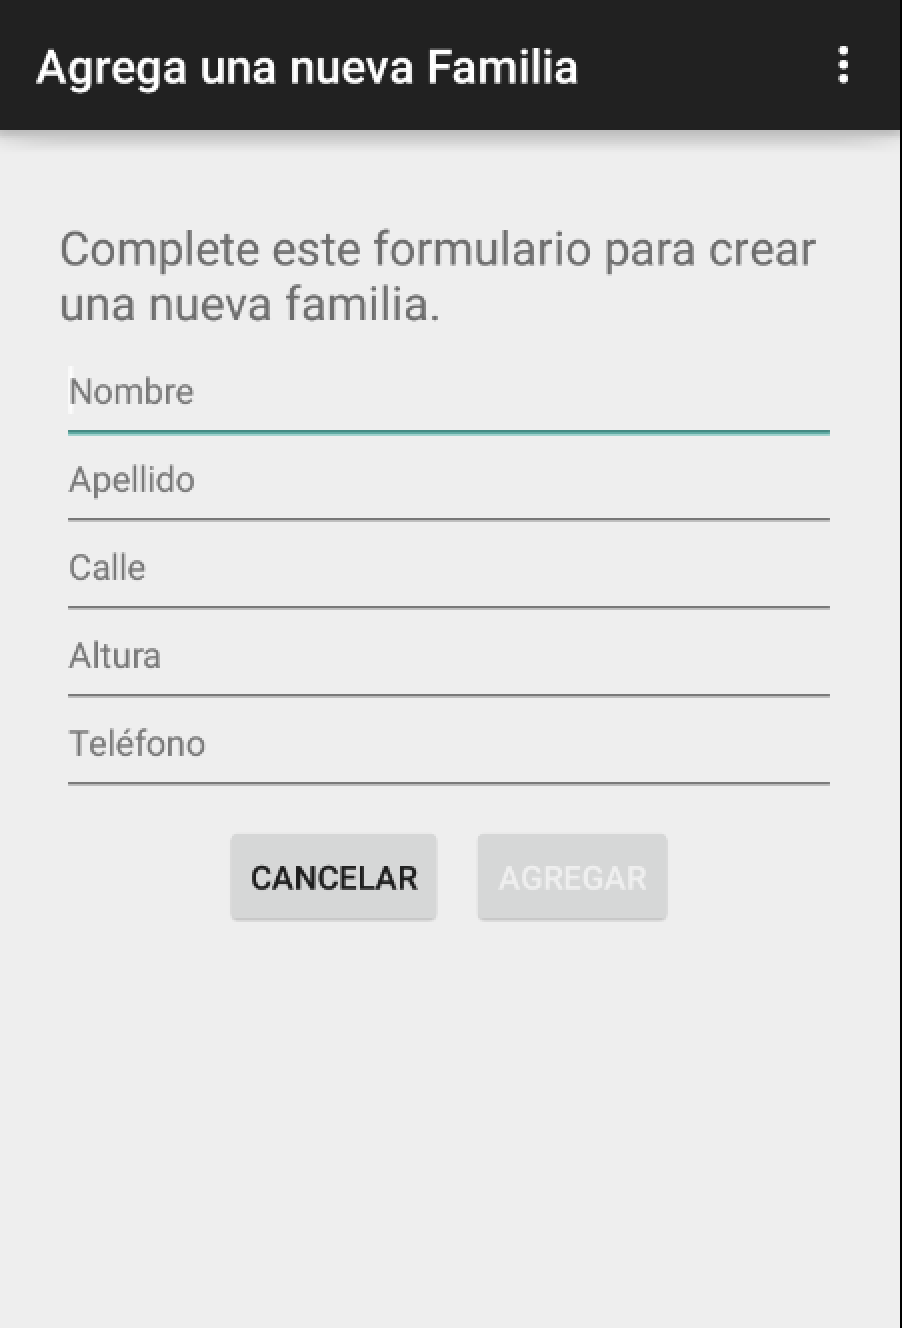 Agrega una nueva Familia
Complete este formulario para crear
una nueva familia.
Nombre
Apellido
Calle
Altura
Teléfono
CANCELAR AGREGAR